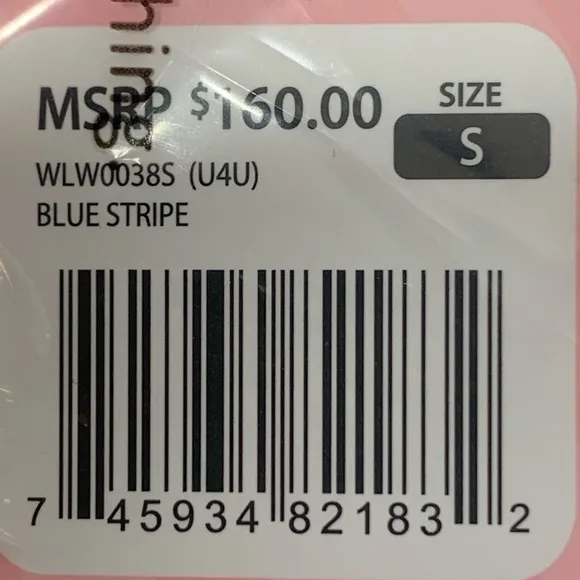 MSRP $160.00
SIZE
S
WLW0038S (U4U)
BLUE STRIPE
7 45934 82183 2